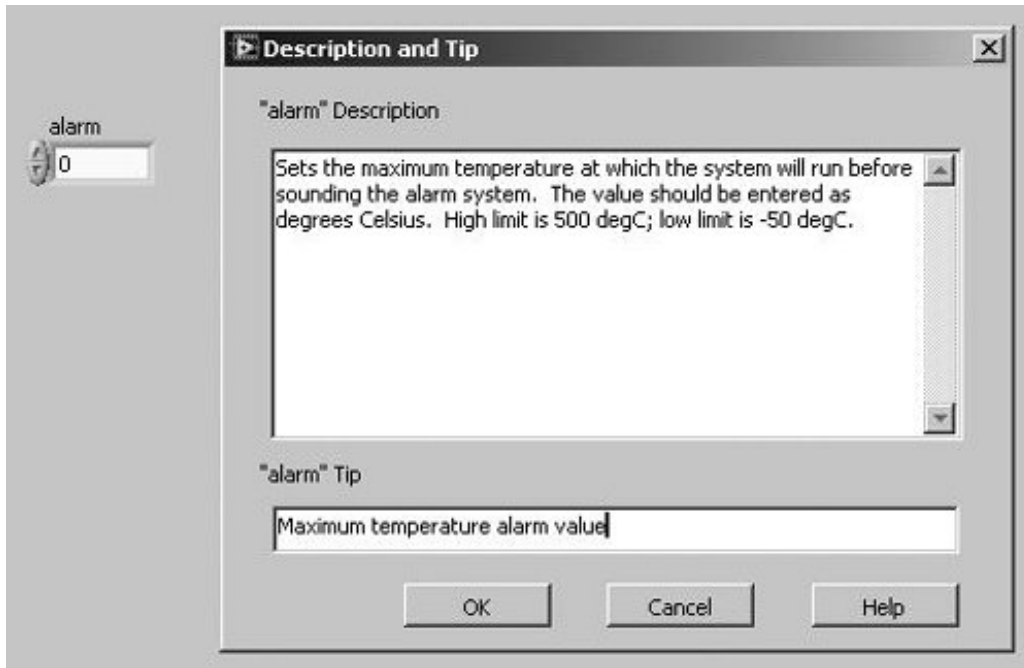 Description and Tip
alarm
0
"alarm" Description
Sets the maximum temperature at which the system will run before
sounding the alarm system.  The value should be entered as
degrees Celsius.  High limit is 500 degC; low limit is -50 degC.
"alarm" Tip
Maximum temperature alarm value
OK
Cancel
Help